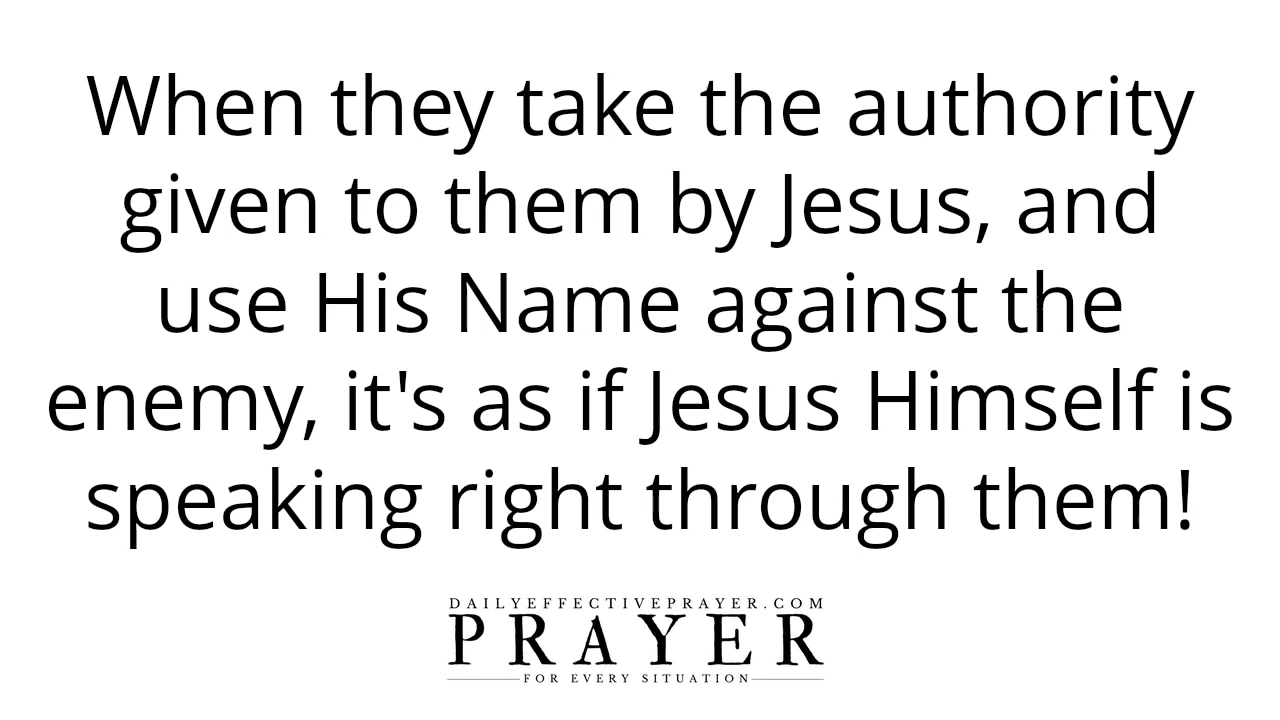 When they take the authority
given to them by Jesus, and
use His Name against the
enemy, it's as if Jesus Himself is
speaking right through them!
DAILYEFFECTIVEPRAYER.COM
PRAYER
FOR EVERY SITUATION